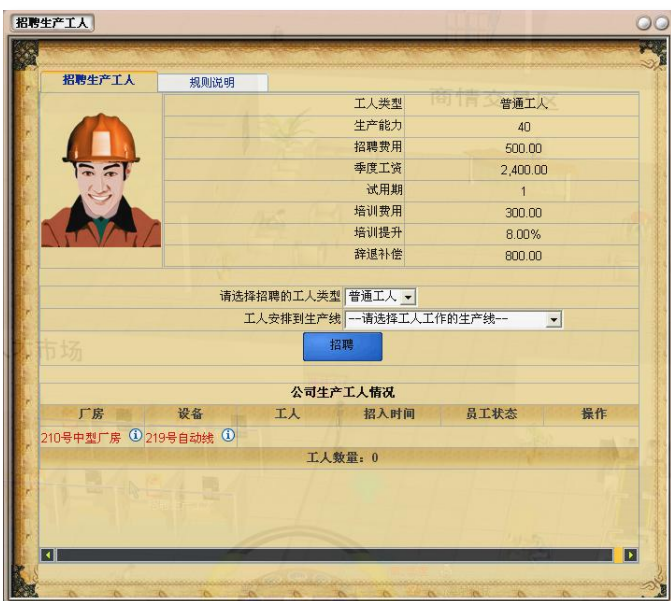 招聘生产工人
招聘生产工人 规则说明
商情交易区
工人类型 普通工人
生产能力 40
招聘费用 500.00
季度工资 2,400.00
试用期 1
培训费用 300.00
培训提升 8.00%
辞退补偿 800.00
请选择招聘的工人类型 普通工人
工人安排到生产线 --请选择工人工作的生产线--
招聘
市场
公司生产工人情况
厂房 设备 工人 招入时间 员工状态 操作
210号中型厂房 219号自动线
工人数量：0